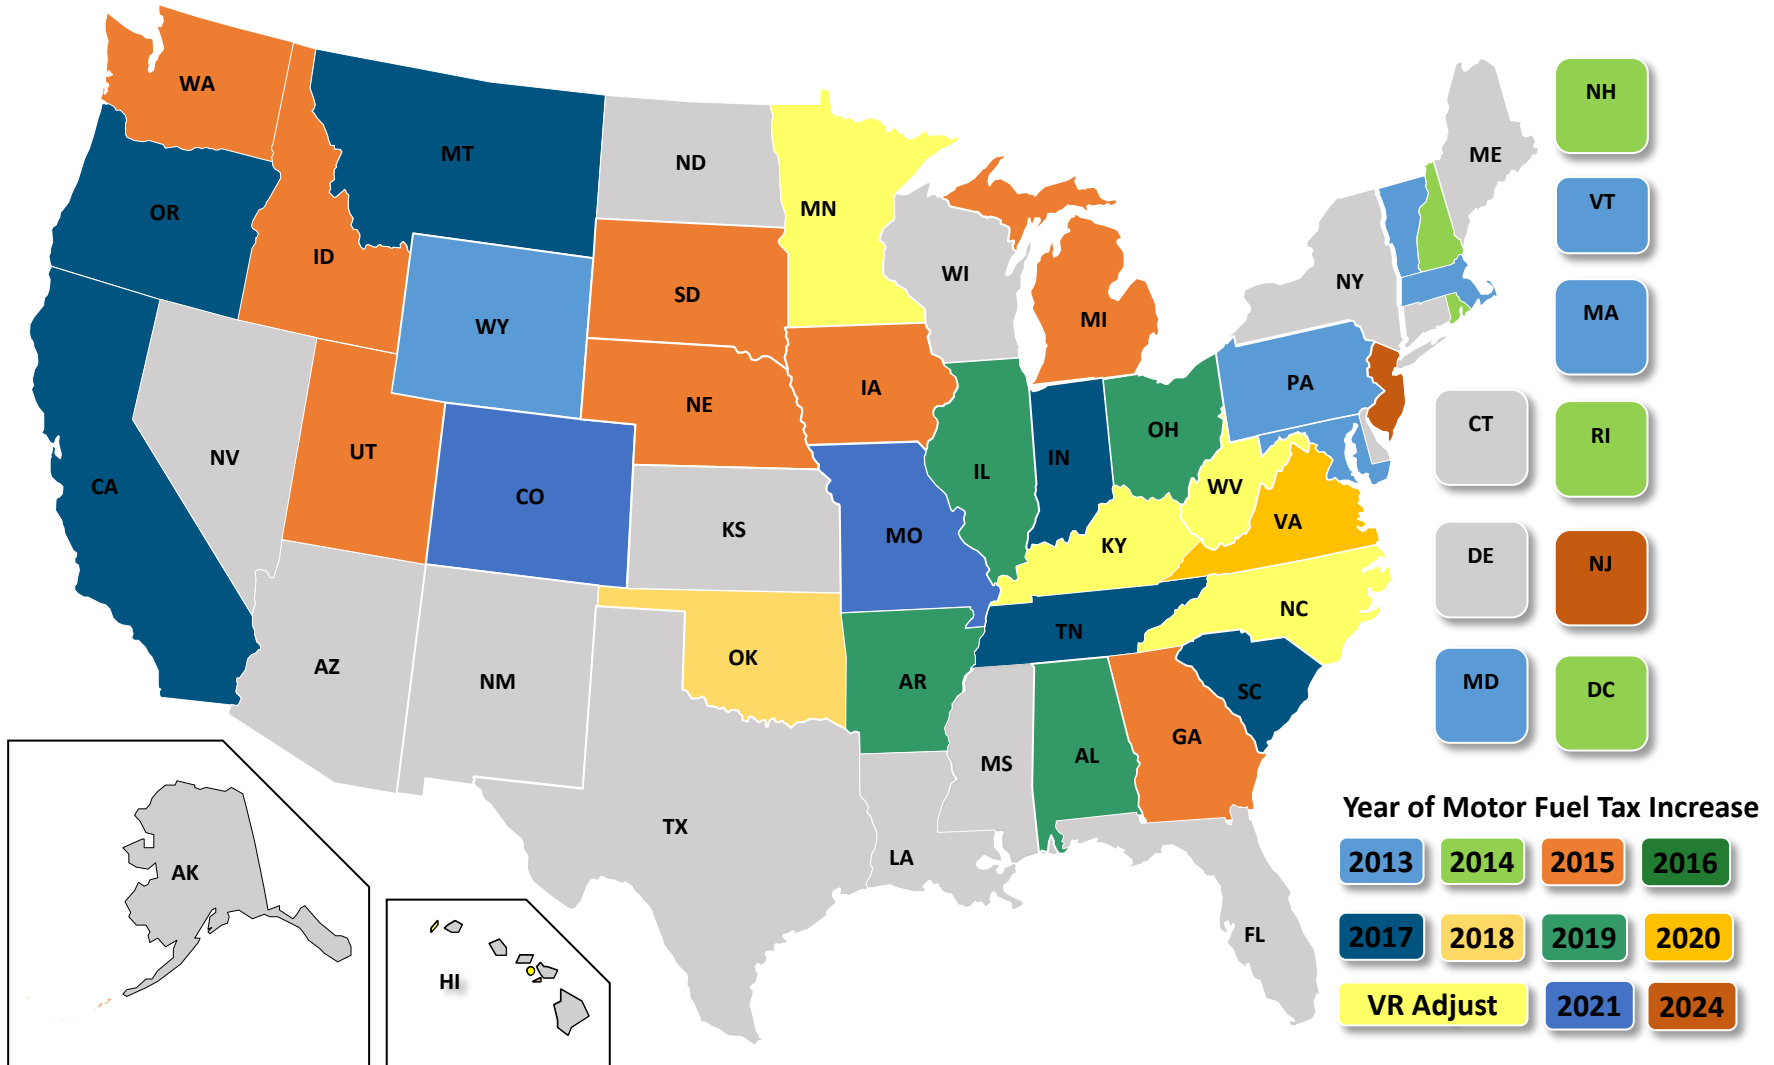 WA
MT
ND
MN
ME
NH
OR
ID
SD
WI
MI
NY
VT
WY
IA
NE
PA
MA
NV
UT
CO
CA
KS
MO
IL
IN
OH
WV
VA
KY
CT
RI
DE
NJ
AZ
NM
OK
AR
TN
NC
SC
MD
DC
TX
LA
MS
AL
GA
FL
AK
HI
Year of Motor Fuel Tax Increase
2013 2014 2015 2016
2017 2018 2019 2020
VR Adjust 2021 2024